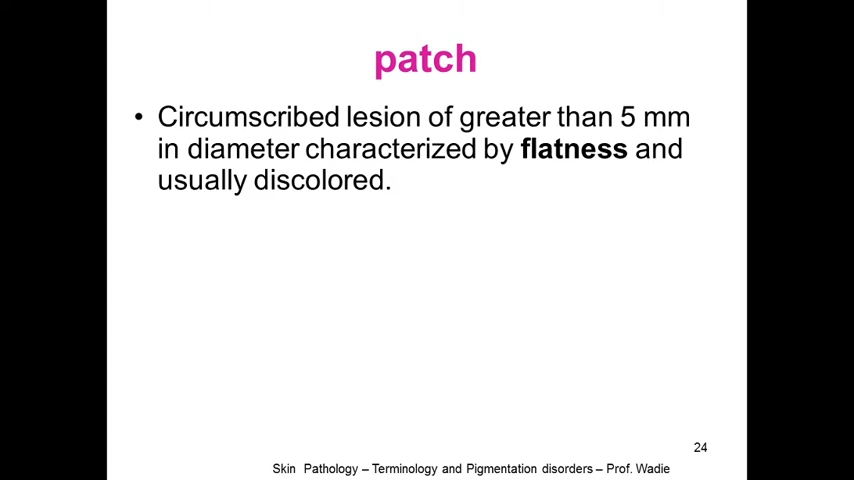 patch
• Circumscribed lesion of greater than 5 mm
in diameter characterized by flatness and
usually discolored.
24
Skin Pathology – Terminology and Pigmentation disorders – Prof. Wadie